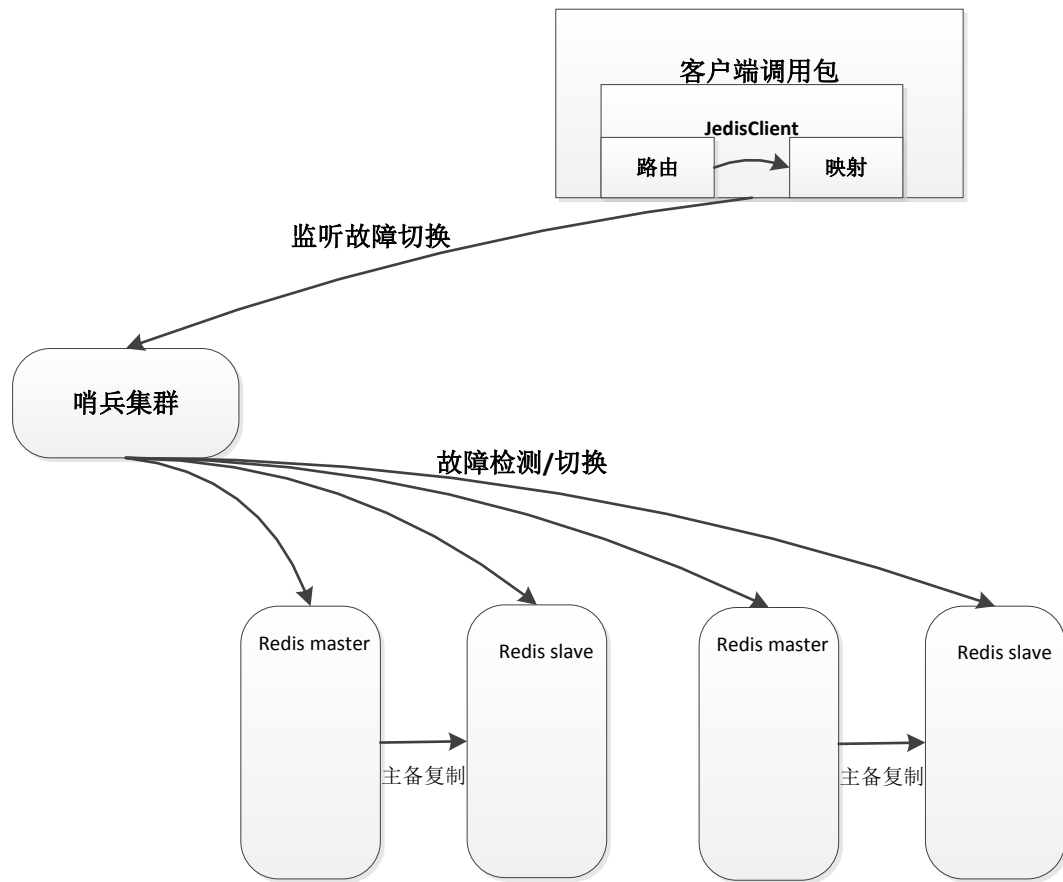 客户端调用包
JedisClient
路由
映射
监听故障切换
哨兵集群
故障检测/切换
Redis master
Redis slave
Redis master
Redis slave
主备复制
主备复制